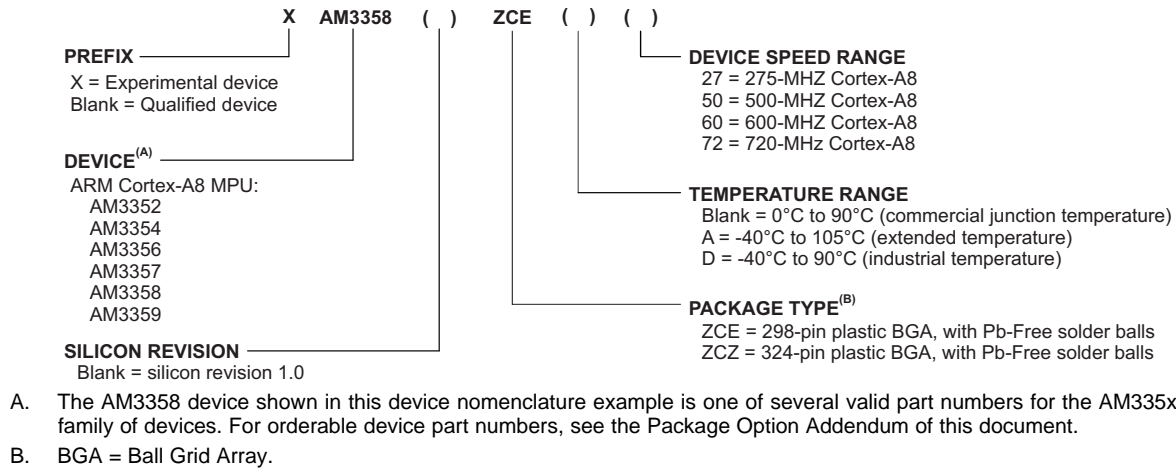 X AM3358 ( ) ZCE ( ) ( )
PREFIX
X = Experimental device
Blank = Qualified device
DEVICE(A)
ARM Cortex-A8 MPU:
AM3352
AM3354
AM3356
AM3357
AM3358
AM3359
SILICON REVISION
Blank = silicon revision 1.0
DEVICE SPEED RANGE
27 = 275-MHZ Cortex-A8
50 = 500-MHZ Cortex-A8
60 = 600-MHZ Cortex-A8
72 = 720-MHz Cortex-A8
TEMPERATURE RANGE
Blank = 0°C to 90°C (commercial junction temperature)
A = -40°C to 105°C (extended temperature)
D = -40°C to 90°C (industrial temperature)
PACKAGE TYPE(B)
ZCE = 298-pin plastic BGA, with Pb-Free solder balls
ZCZ = 324-pin plastic BGA, with Pb-Free solder balls
A. The AM3358 device shown in this device nomenclature example is one of several valid part numbers for the AM335x
family of devices. For orderable device part numbers, see the Package Option Addendum of this document.
B. BGA = Ball Grid Array.